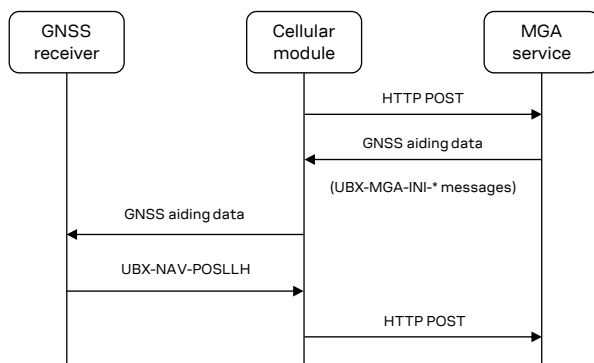 GNSS
receiver
Cellular
module
MGA
service
HTTP POST
GNSS aiding data
(UBX-MGA-INI-* messages)
GNSS aiding data
UBX-NAV-POSLLH
HTTP POST